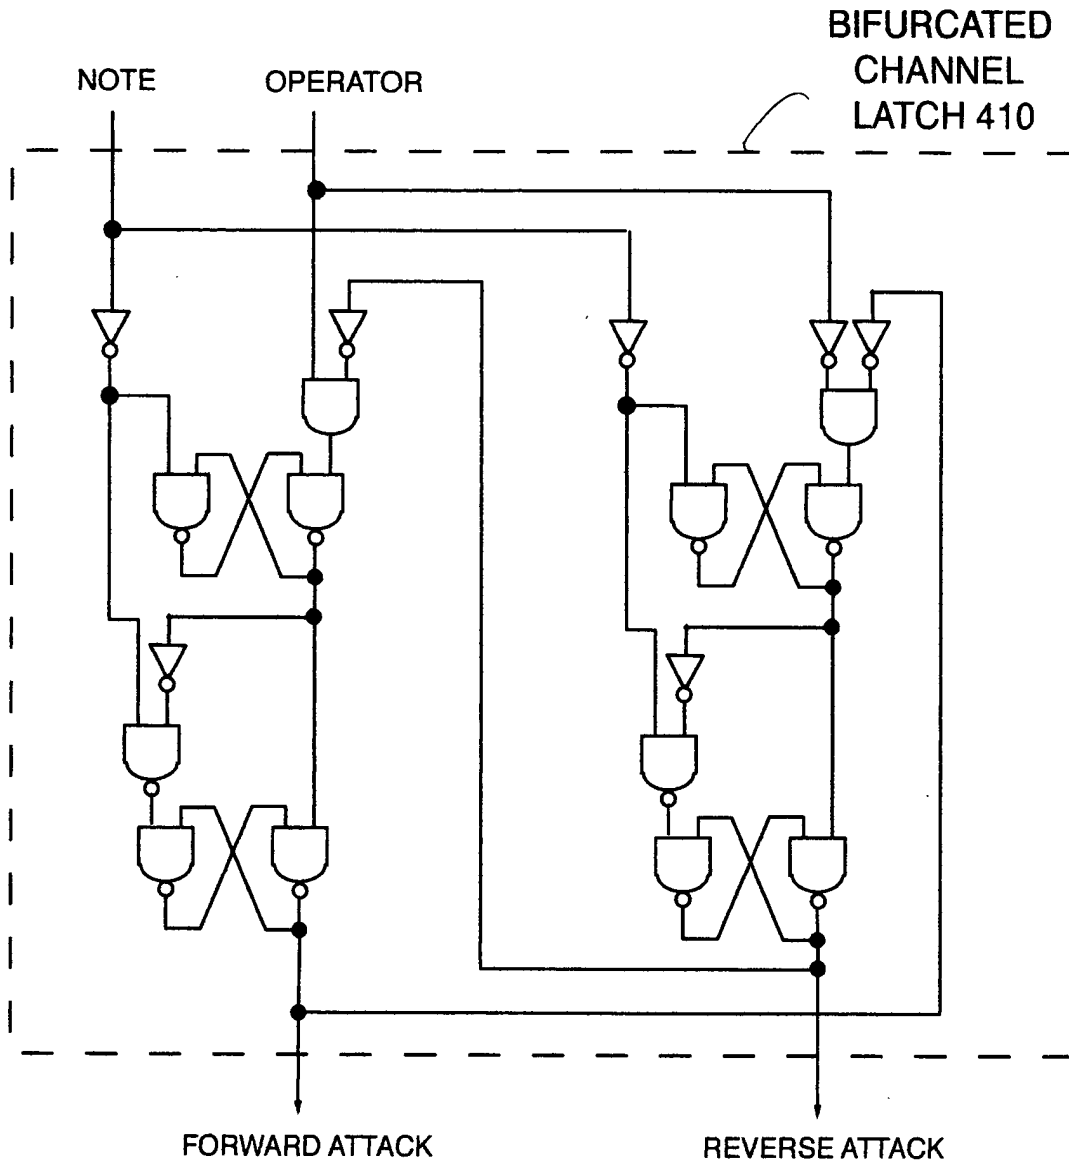 BIFURCATED
CHANNEL
LATCH 410
NOTE
OPERATOR
FORWARD ATTACK
REVERSE ATTACK